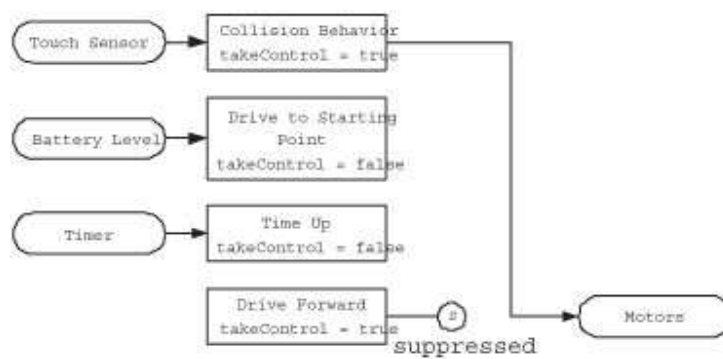 Touch Sensor
Collision Behavior
takeControl = true
Battery Level
Drive to Starting
Point
takeControl = false
Timer
Time Up
takeControl = false
Drive Forward
takeControl = true
S
suppressed
Motors